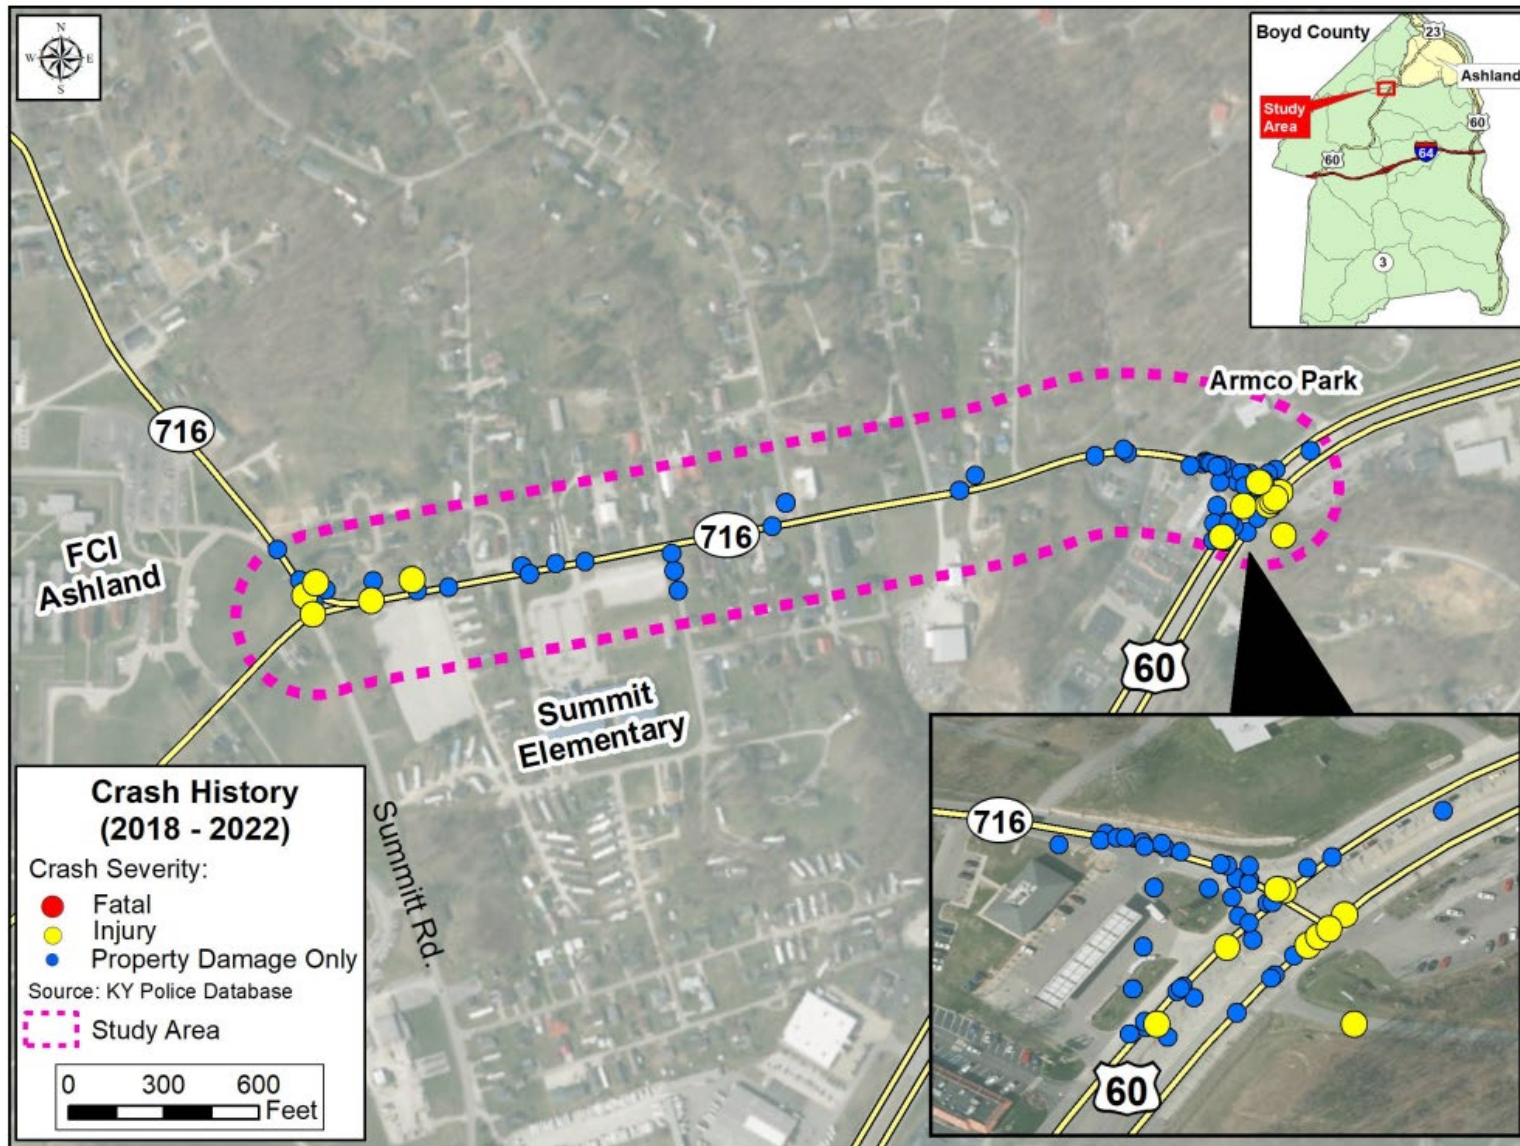 N
W E
S
Boyd County
23
Ashland
Study
Area
60
60
64
3
Armco Park
716
FCI
Ashland
716
60
Summit
Elementary
Summitt Rd.
Crash History
(2018 - 2022)
Crash Severity:
Fatal
Injury
Property Damage Only
Source: KY Police Database
Study Area
0 300 600
Feet
716
60